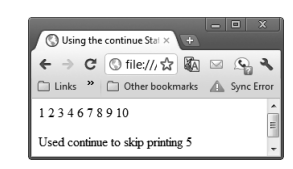 Using the continue Stat
file:///
Links » Other bookmarks Sync Error
1 2 3 4 6 7 8 9 10
Used continue to skip printing 5